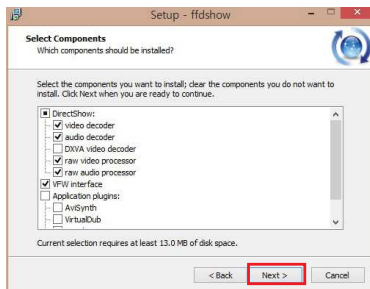 Setup - ffdshow
Select Components
Which components should be installed?
Select the components you want to install; clear the components you do not want to
install. Click Next when you are ready to continue.
DirectShow:
video decoder
audio decoder
DXVA video decoder
raw video processor
raw audio processor
VFW interface
Application plugins:
AviSynth
VirtualDub
Current selection requires at least 13.0 MB of disk space.
< Back
Next >
Cancel